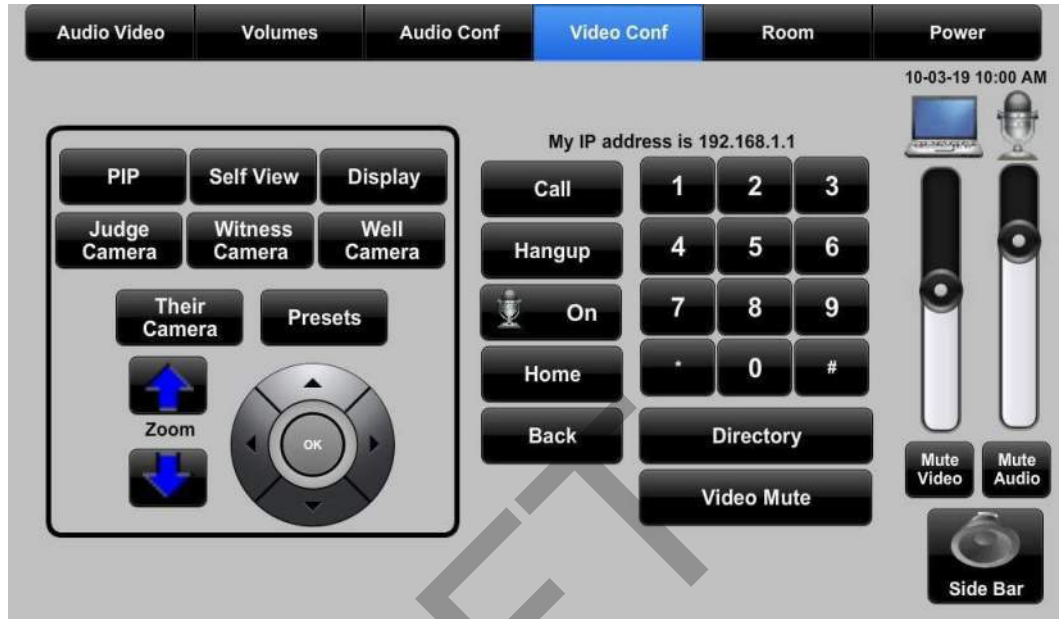 Audio Video
Volumes
Audio Conf
Video Conf
Room
Power
10-03-19 10:00 AM
My IP address is 192.168.1.1
PIP
Self View
Display
Judge
Camera
Witness
Camera
Well
Camera
Their
Camera
Presets
Zoom
OK
Call
Hangup
On
Home
Back
1
2
3
4
5
6
7
8
9
*
0
#
Directory
Video Mute
Mute
Video
Mute
Audio
Side Bar